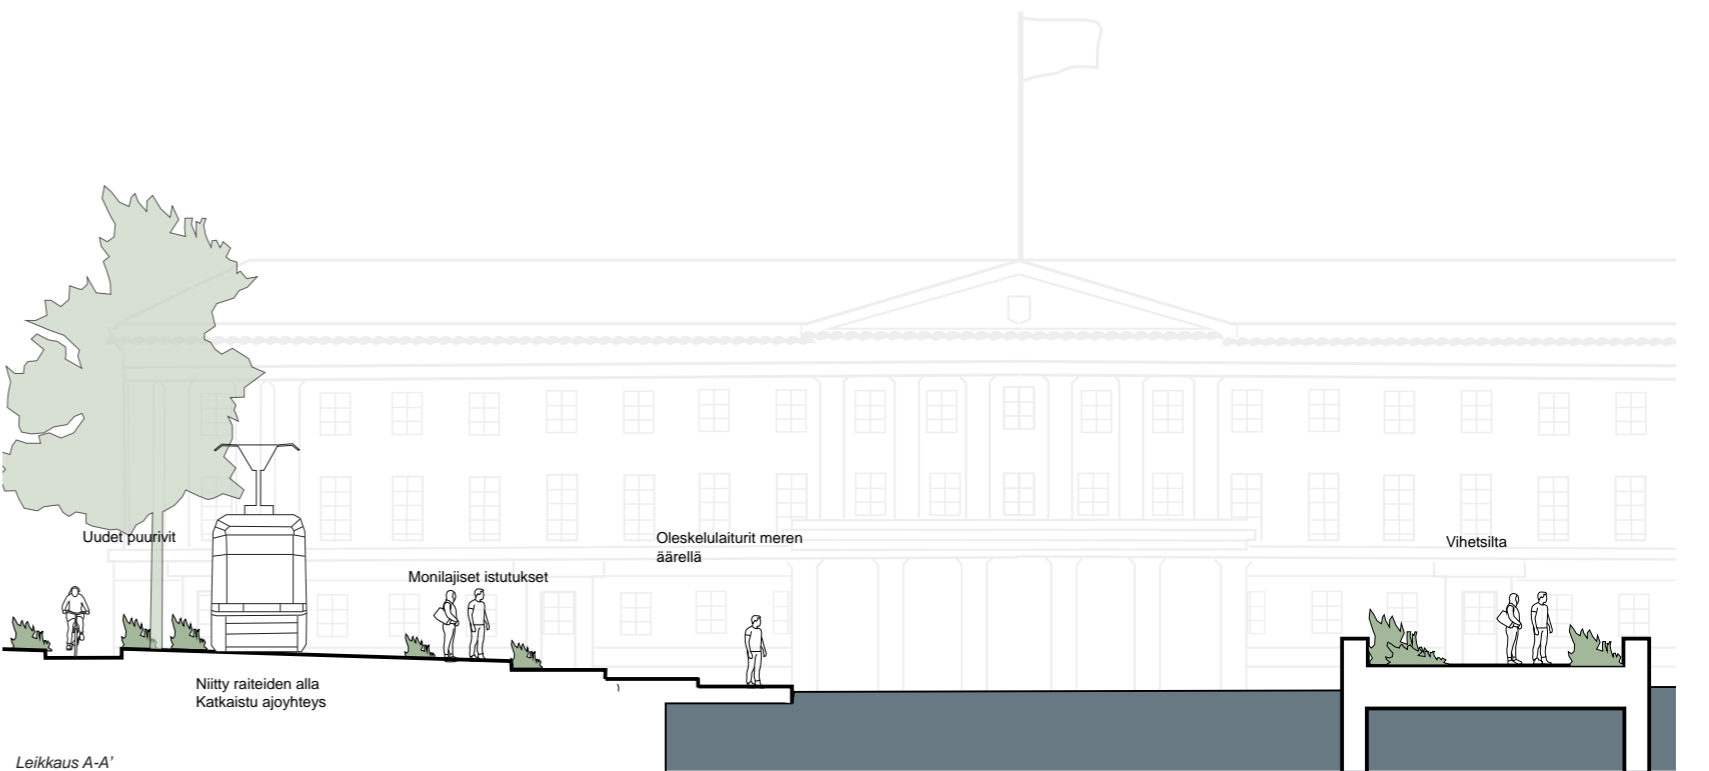 Uudet puurivit
Oleskelulaiturit meren
äärellä
Vihetsilta
Monilajiset istutukset
Niitty raiteiden alla
Katkaistu ajoyhteys
Leikkaus A-A'